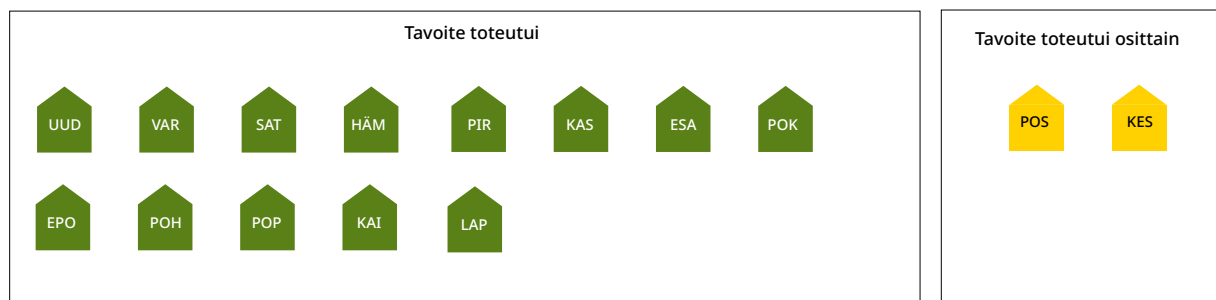 Tavoite toteutui
UUD VAR SAT HÄM PIR KAS ESA POK
EPO POH POP KAI LAP
Tavoite toteutui osittain
POS KES